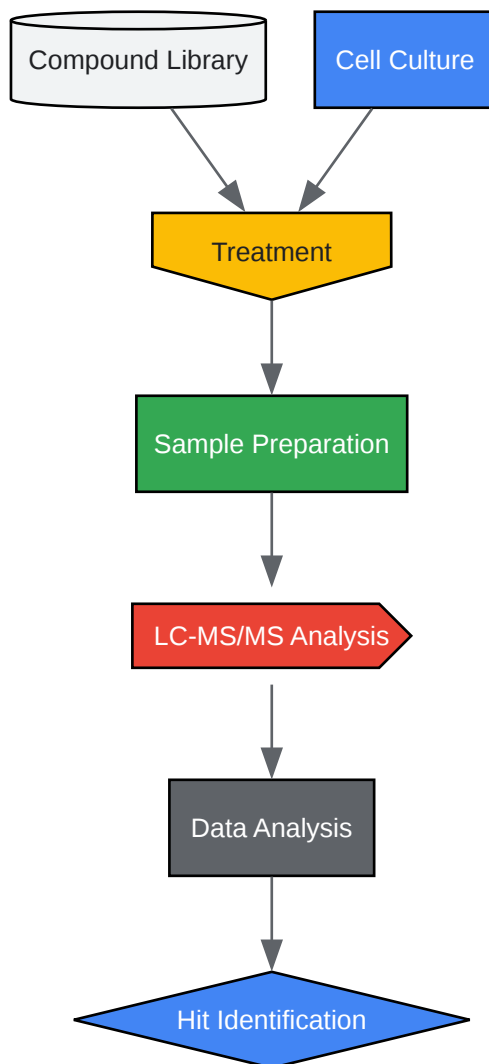 Compound Library
Cell Culture
Treatment
Sample Preparation
LC-MS/MS Analysis
Data Analysis
Hit Identification